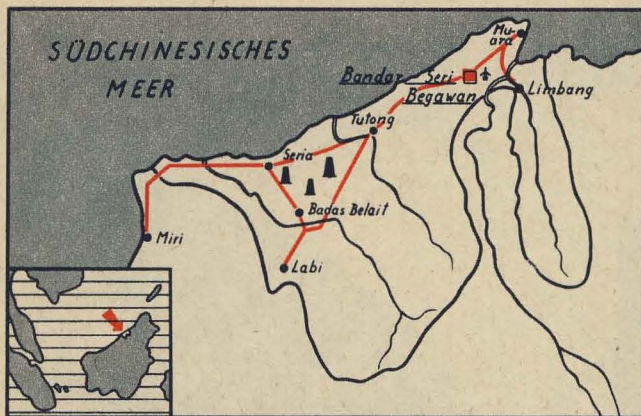 SÜDCHINESISCHES
MEER
Mu-
ara
Bandar Seri
Begawan
Limbang
Tutong
Seria
Badas Belait
Miri
Labi